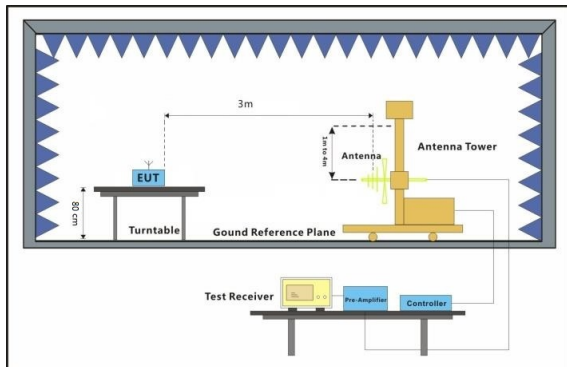 3m
1m to 4m
Antenna
Antenna Tower
EUT
80 cm
Turntable
Gound Reference Plane
Test Receiver
Pre-Amplifier
Controller